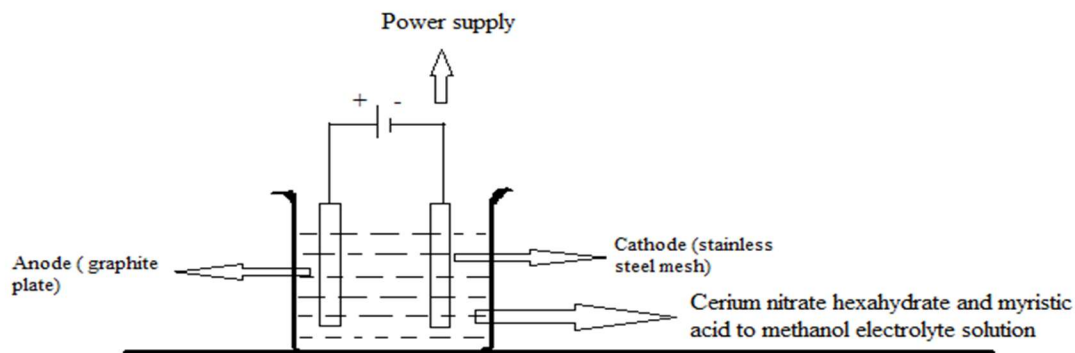 Power supply
+ -
Anode ( graphite
plate)
Cathode (stainless
steel mesh)
Cerium nitrate hexahydrate and myristic
acid to methanol electrolyte solution